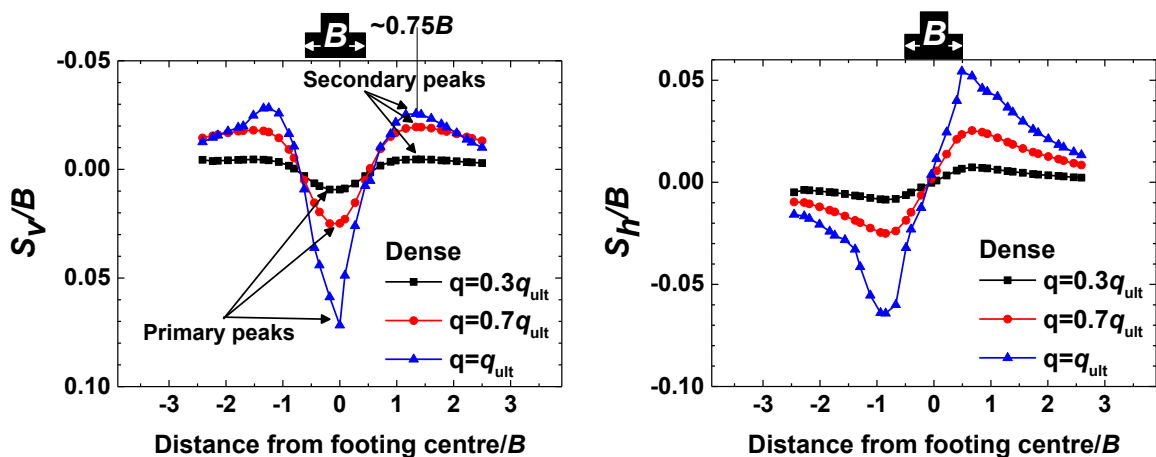 B
~0.75B
-0.05
0.00
0.05
0.10
Sv/B
Secondary peaks
Primary peaks
Dense
q=0.3qult
q=0.7qult
q=qult
-3 -2 -1 0 1 2 3
Distance from footing centre/B
B
0.05
0.00
-0.05
-0.10
Sh/B
Dense
q=0.3qult
q=0.7qult
q=qult
-3 -2 -1 0 1 2 3
Distance from footing centre/B